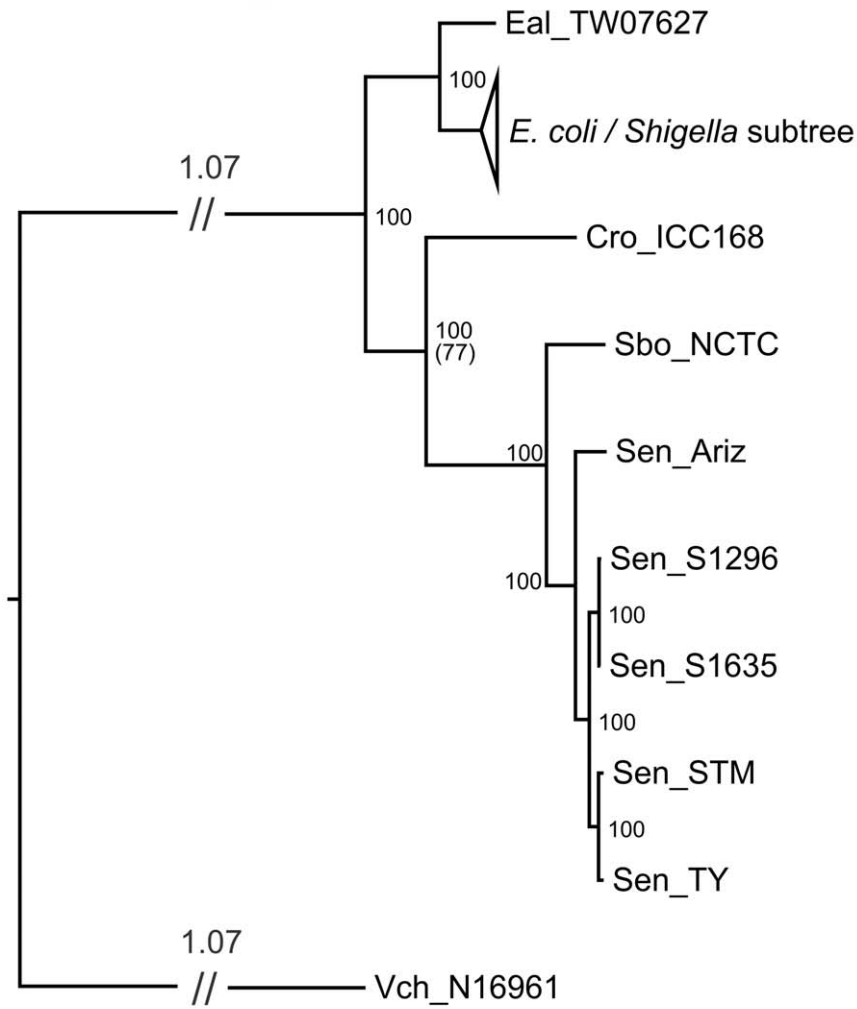 Eal_TW07627
100
E. coli / Shigella subtree
1.07
//
100
Cro_ICC168
100
(77)
Sbo_NCTC
100
Sen_Ariz
Sen_S1296
100
100
Sen_S1635
100
Sen_STM
100
Sen_TY
1.07
//
Vch_N16961